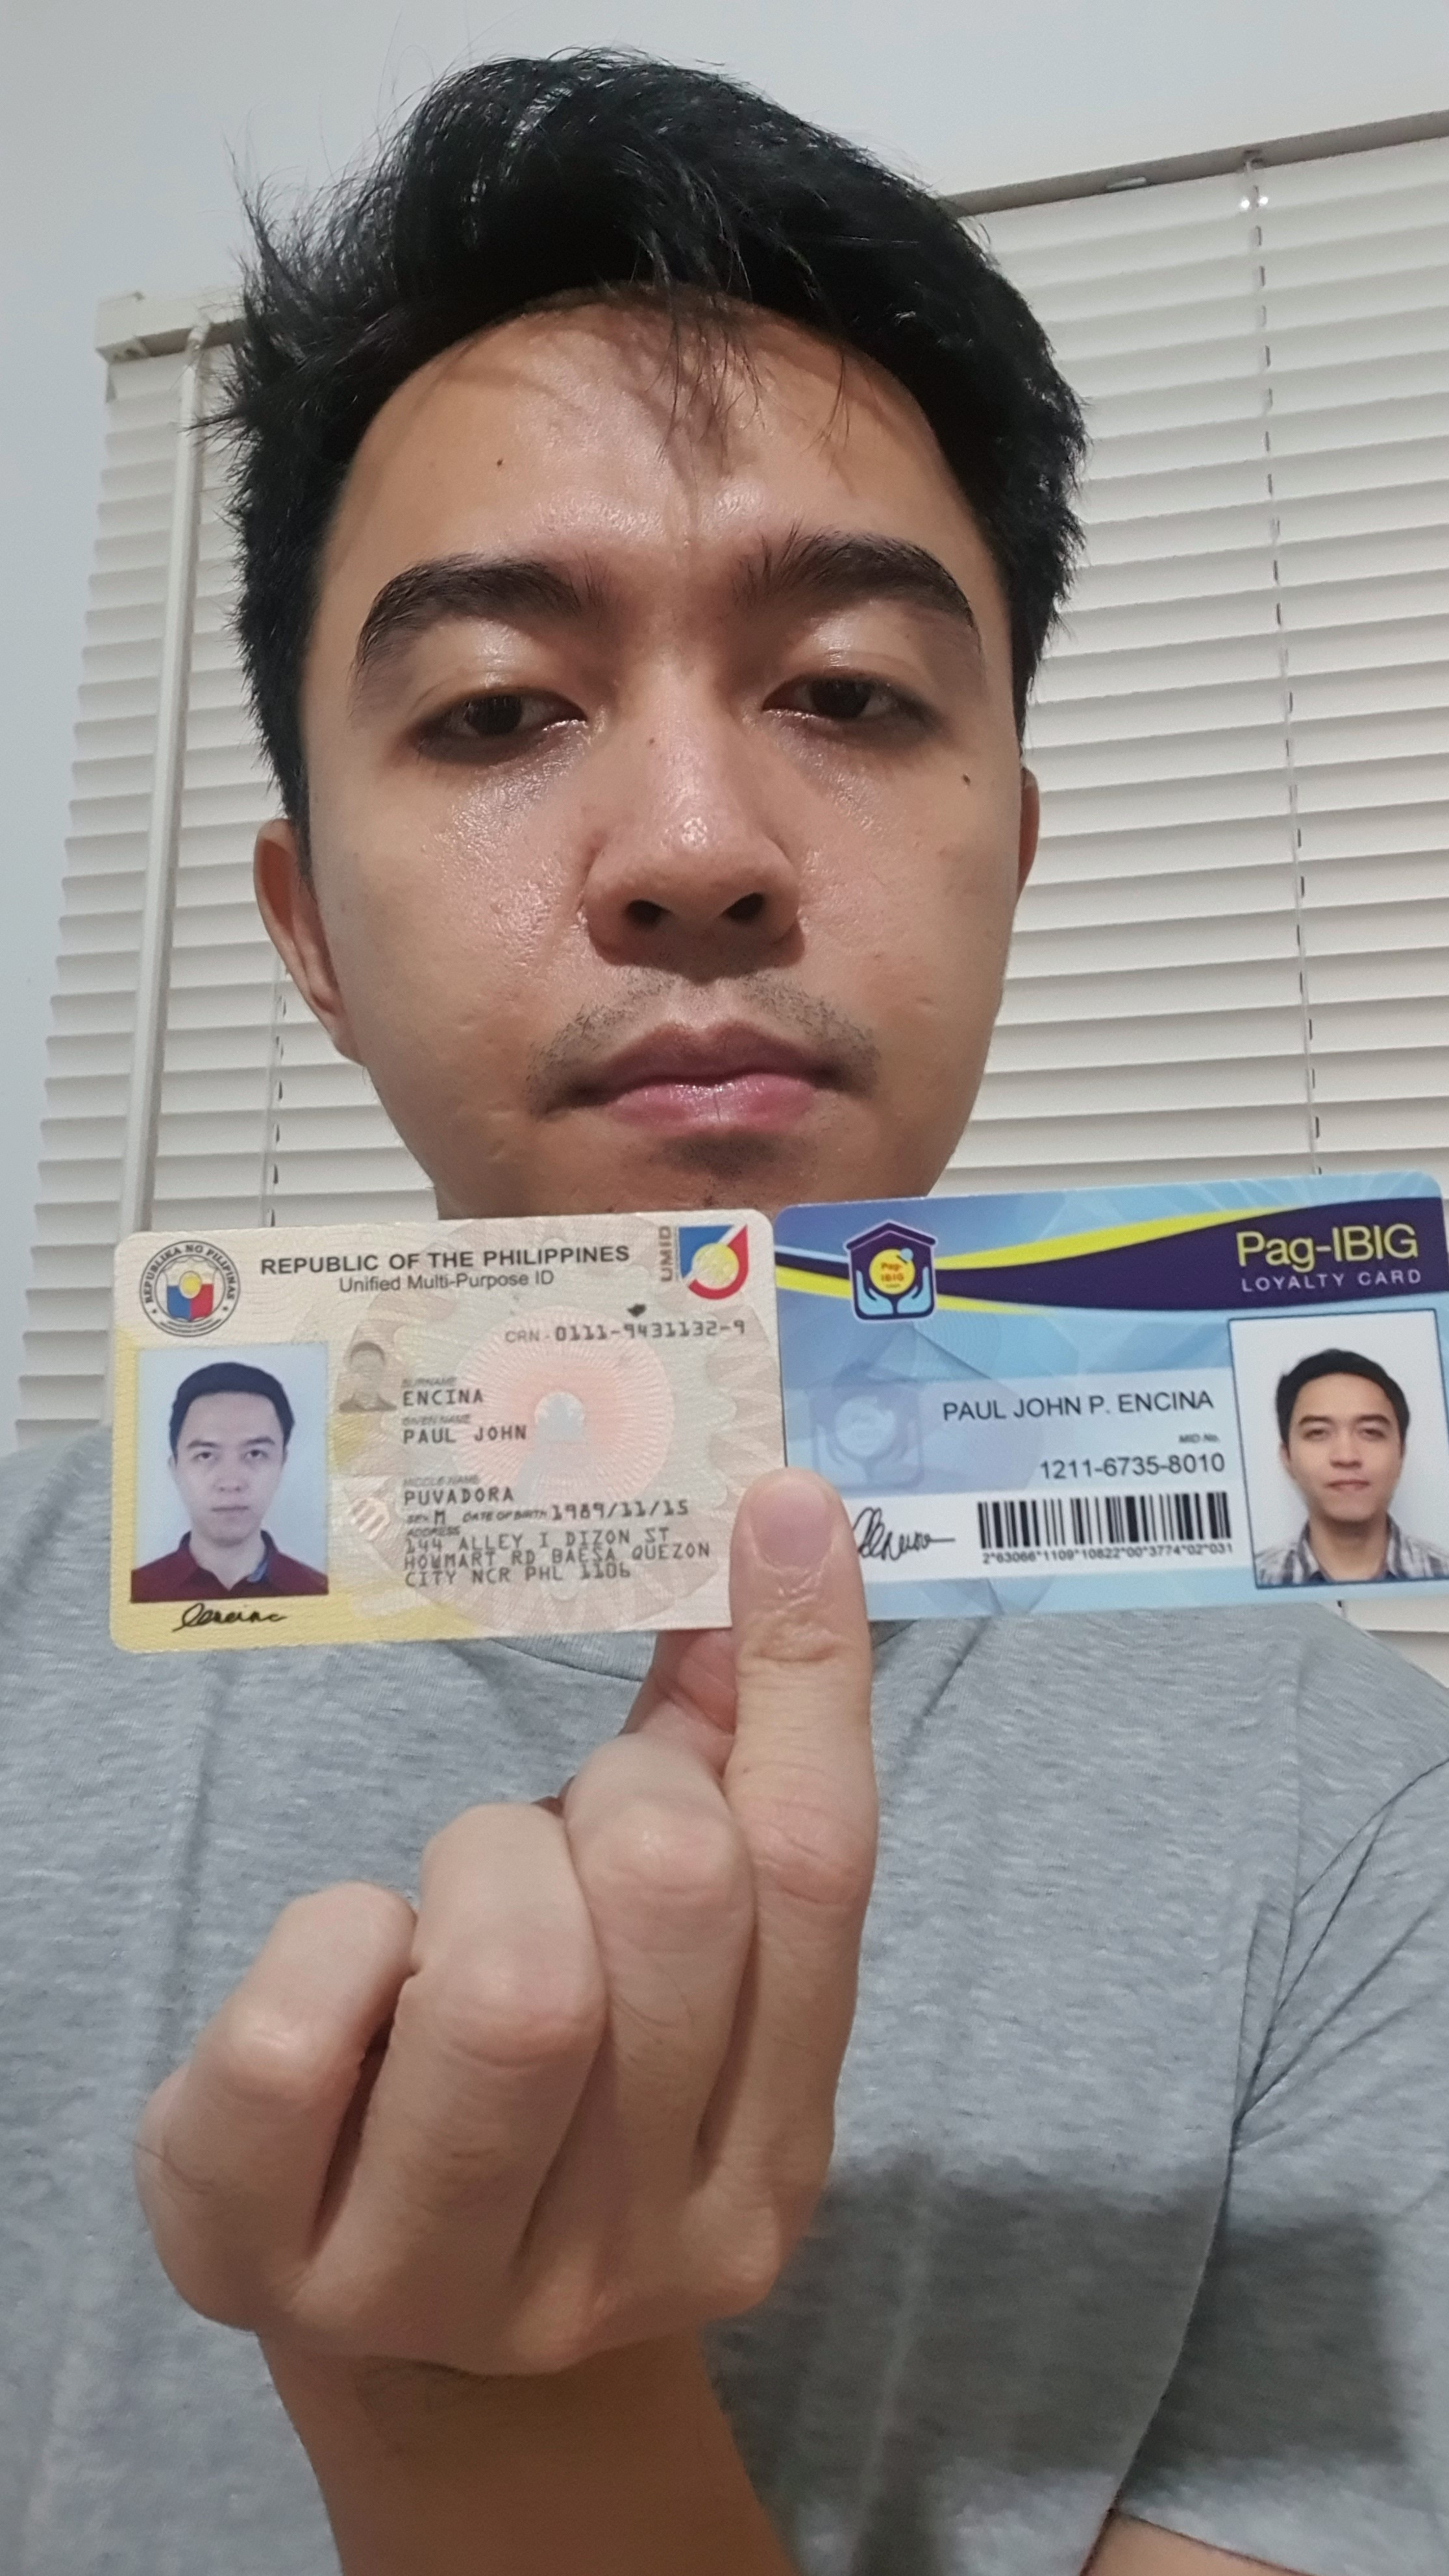 REPUBLIKA NG PILIPINAS
REPUBLIC OF THE PHILIPPINES
Unified Multi-Purpose ID
UMID
CRN - 0111-9431132-9
SURNAME
ENCINA
GIVEN NAME
PAUL JOHN
MIDDLE NAME
PUVADORA
SEX M DATE OF BIRTH 1989/11/15
ADDRESS
144 ALLEY I DIZON ST
HOWMART RD BAESA QUEZON
CITY NCR PHL 1106
Pag-IBIG
Pag-IBIG
LOYALTY CARD
PAUL JOHN P. ENCINA
MID No.
1211-6735-8010
2*63066*1109*10822*00*3774*02*031